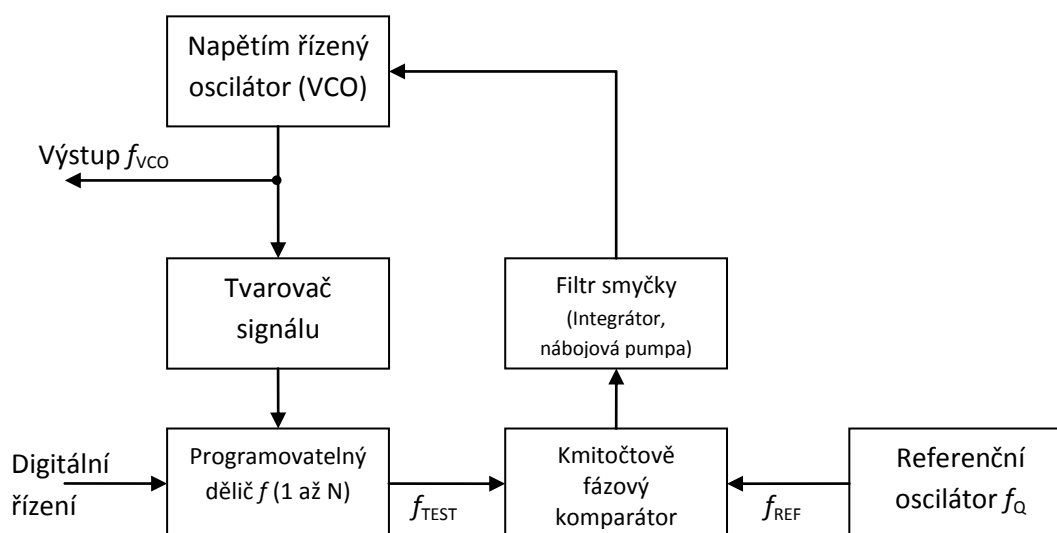 Napětím řízený
oscilátor (VCO)
Výstup fVCO
Tvarovač
signálu
Filtr smyčky
(Integrátor,
nábojová pumpa)
Digitální
řízení
Programovatelný
dělič f (1 až N)
fTEST
Kmitočtově
fázový
komparátor
fREF
Referenční
oscilátor fQ